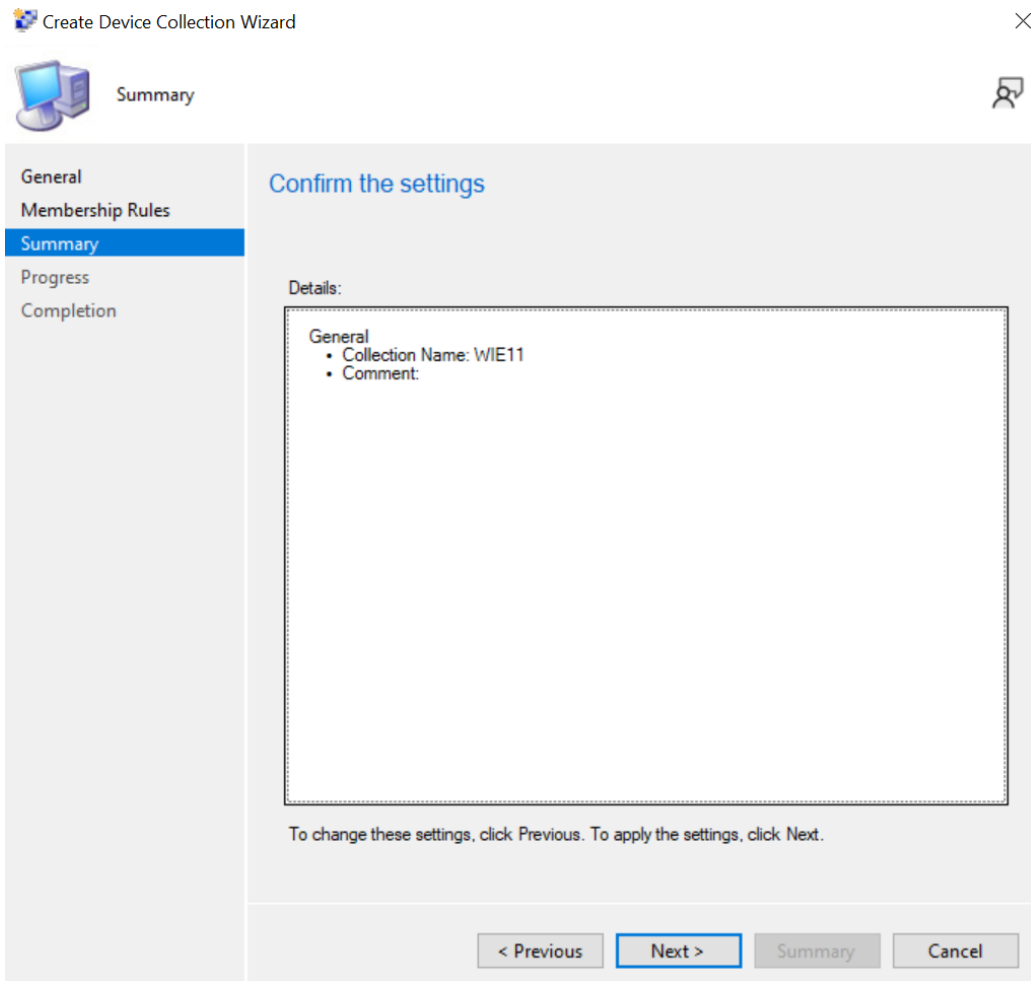 Create Device Collection Wizard
Summary
General
Membership Rules
Summary
Progress
Completion
Confirm the settings
Details:
General
• Collection Name: WIE11
• Comment:
To change these settings, click Previous. To apply the settings, click Next.
< Previous
Next >
Summary
Cancel